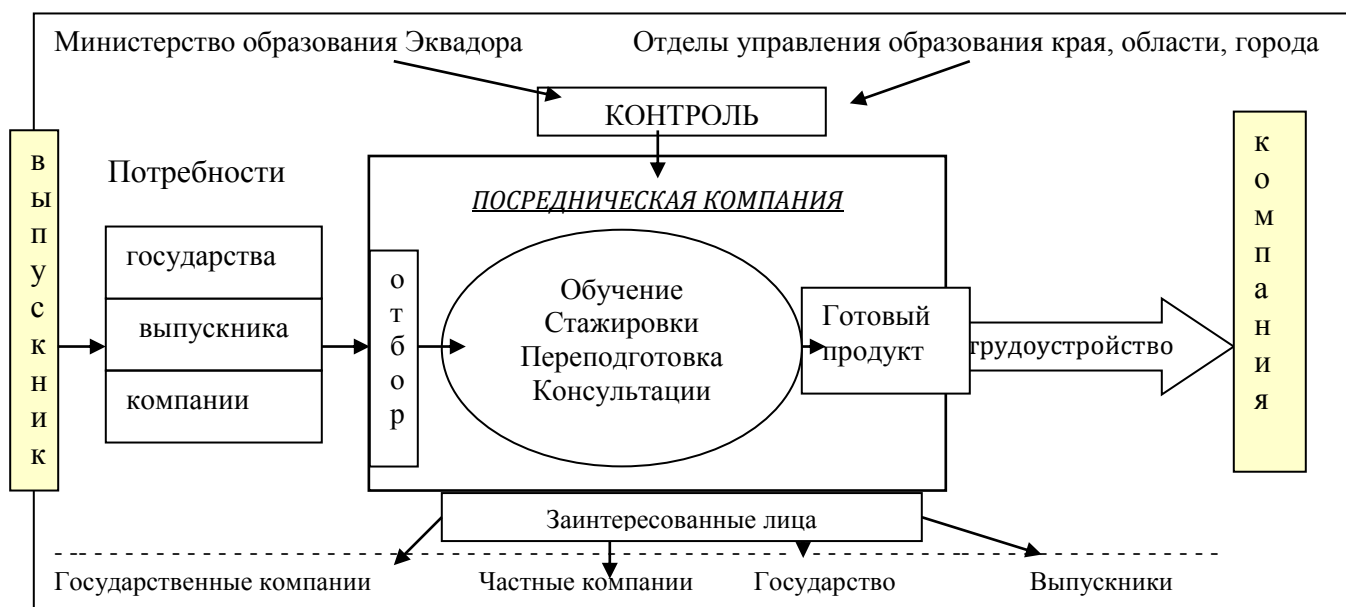 Министерство образования Эквадора
Отделы управления образования края, области, города
КОНТРОЛЬ
выпускник
Потребности
государства
выпускника
компании
ПОСРЕДНИЧЕСКАЯ КОМПАНИЯ
отбор
Обучение
Стажировки
Переподготовка
Консультации
Готовый
продукт
трудоустройство
компания
Заинтересованные лица
Государственные компании
Частные компании
Государство
Выпускники